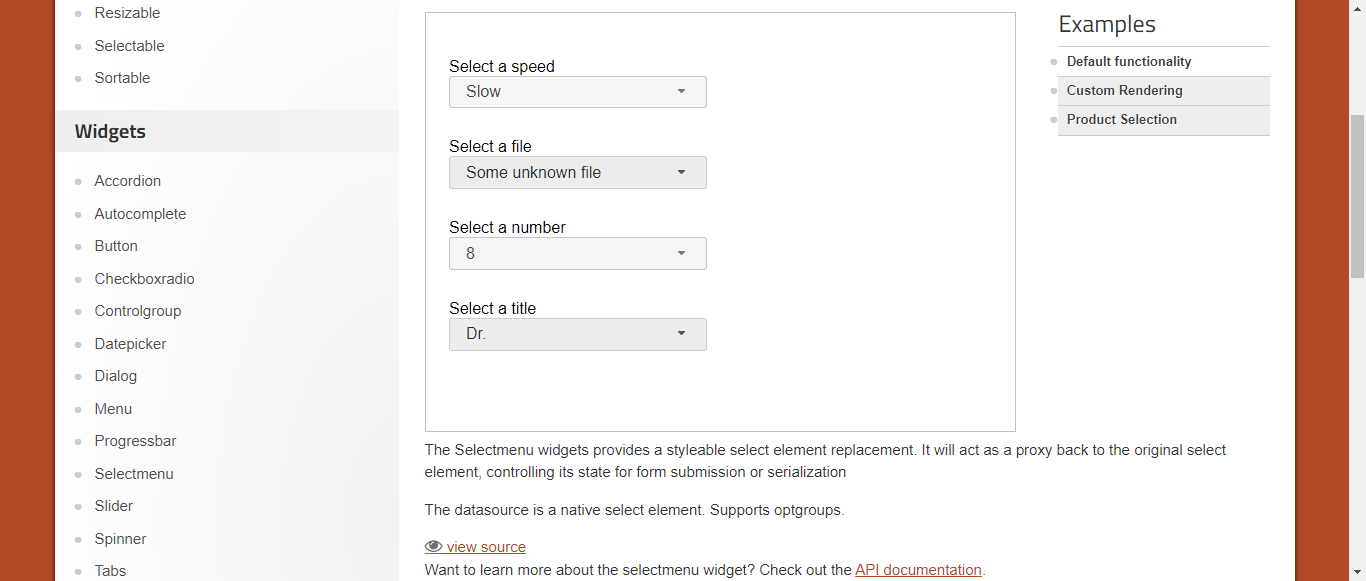 Resizable
Selectable
Sortable
Widgets
Accordion
Autocomplete
Button
Checkboxradio
Controlgroup
Datepicker
Dialog
Menu
Progressbar
Selectmenu
Slider
Spinner
Tabs
Select a speed
Slow
Select a file
Some unknown file
Select a number
8
Select a title
Dr.
The Selectmenu widgets provides a styleable select element replacement. It will act as a proxy back to the original select
element, controlling its state for form submission or serialization
The datasource is a native select element. Supports optgroups.
view source
Want to learn more about the selectmenu widget? Check out the API documentation.
Examples
Default functionality
Custom Rendering
Product Selection